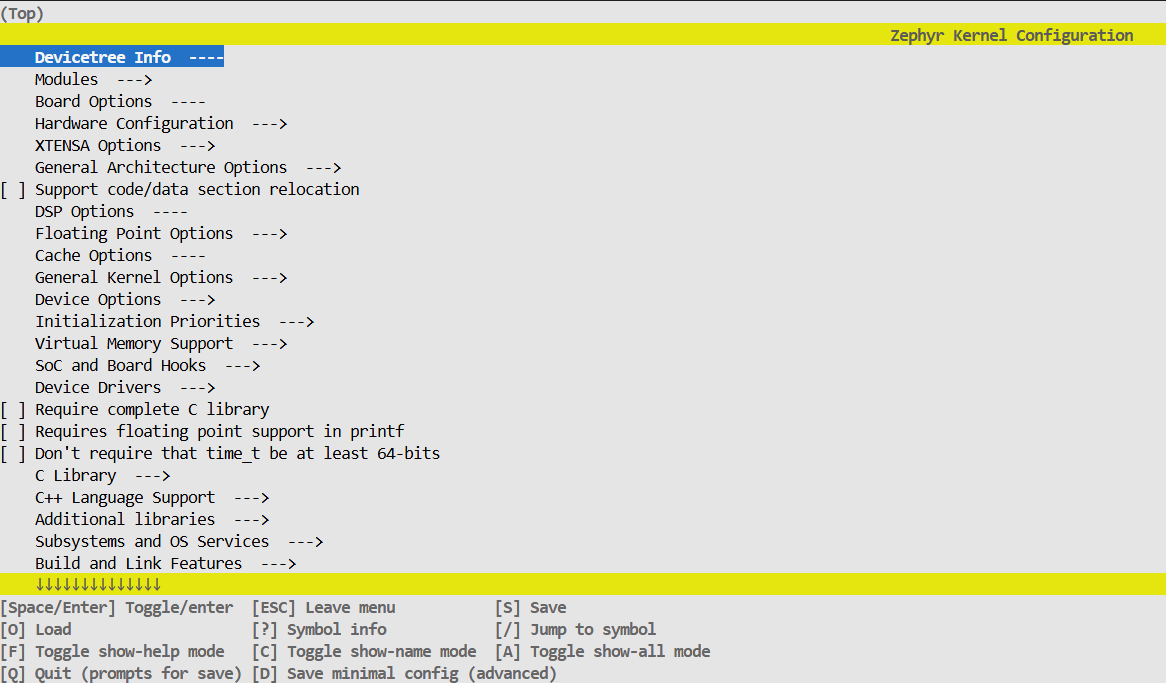 (Top)
Zephyr Kernel Configuration
Devicetree Info  ----
Modules  --->
Board Options  ----
Hardware Configuration  --->
XTENSA Options  --->
General Architecture Options  --->
[ ] Support code/data section relocation
DSP Options  ----
Floating Point Options  --->
Cache Options  ----
General Kernel Options  --->
Device Options  --->
Initialization Priorities  --->
Virtual Memory Support  --->
SoC and Board Hooks  --->
Device Drivers  --->
[ ] Require complete C library
[ ] Requires floating point support in printf
[ ] Don't require that time_t be at least 64-bits
C Library  --->
C++ Language Support  --->
Additional libraries  --->
Subsystems and OS Services  --->
Build and Link Features  --->
↓↓↓↓↓↓↓↓↓↓↓↓↓↓
[Space/Enter] Toggle/enter  [ESC] Leave menu           [S] Save
[O] Load                    [?] Symbol info            [/] Jump to symbol
[F] Toggle show-help mode   [C] Toggle show-name mode  [A] Toggle show-all mode
[Q] Quit (prompts for save) [D] Save minimal config (advanced)